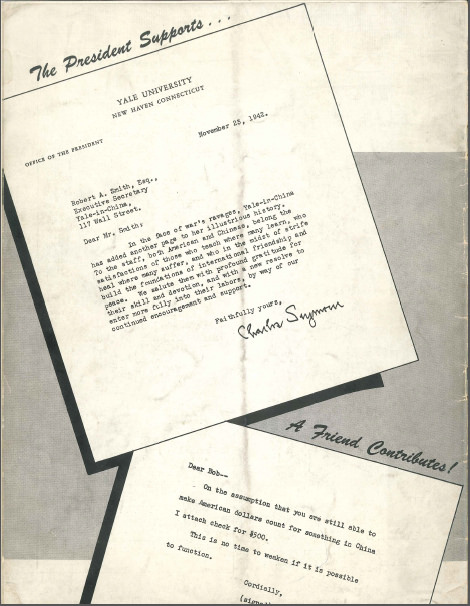 The President Supports . . .
YALE UNIVERSITY
NEW HAVEN CONNECTICUT
OFFICE OF THE PRESIDENT
November 25, 1942.
Robert A. Smith, Esq.,
Executive Secretary
Yale-in-China,
117 Wall Street.
Dear Mr. Smith:
In the face of war's ravages, Yale-in-China
has added another page to her illustrious history.
To the staff, both American and Chinese, belong the
satisfactions of those who teach where many learn, who
heal where many suffer, and who in the midst of strife
build the foundations of international friendship and
peace. We salute them with profound gratitude for
their skill and devotion, and with a new resolve to
enter more fully into their labors, by way of our
continued encouragement and support.
Faithfully yours,
Charles Seymour
A Friend Contributes!
Dear Bob--
On the assumption that you are still able to
make American dollars count for something in China
I attach check for $500.
This is no time to weaken if it is possible
to function.
Cordially,